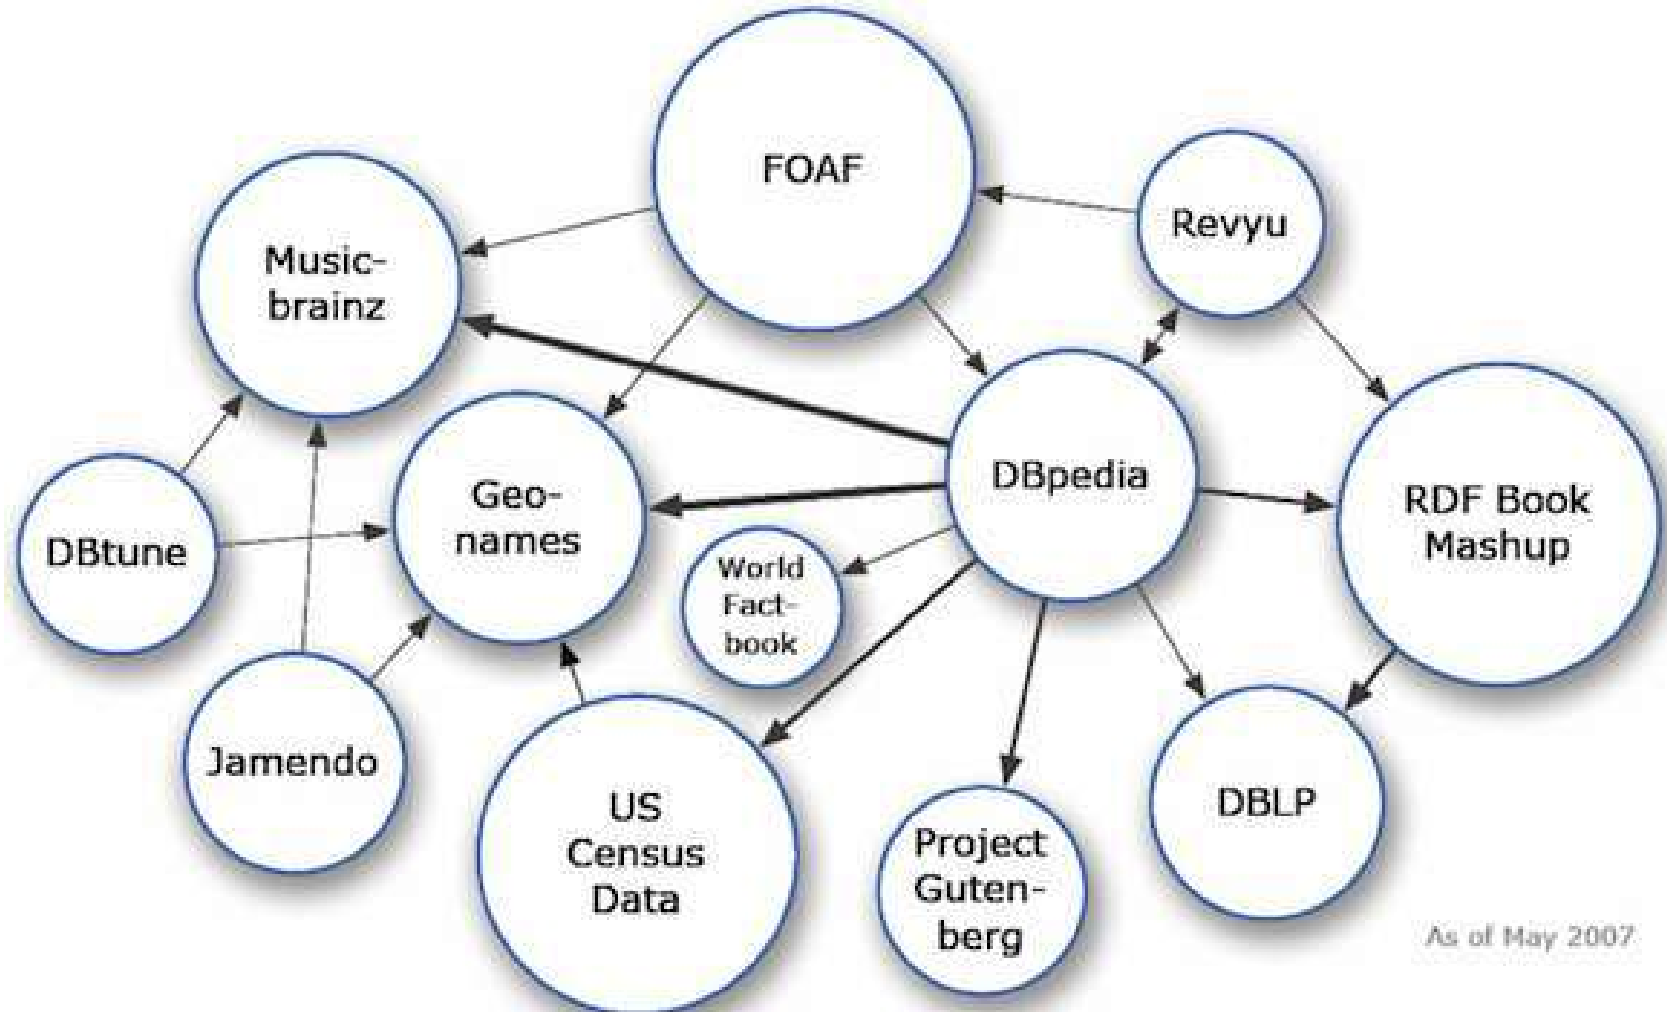 FOAF
Revyu
Music-
brainz
DBpedia
Geo-
names
RDF Book
Mashup
DBtune
World
Fact-
book
Jamendo
US
Census
Data
Project
Guten-
berg
DBLP
As of May 2007